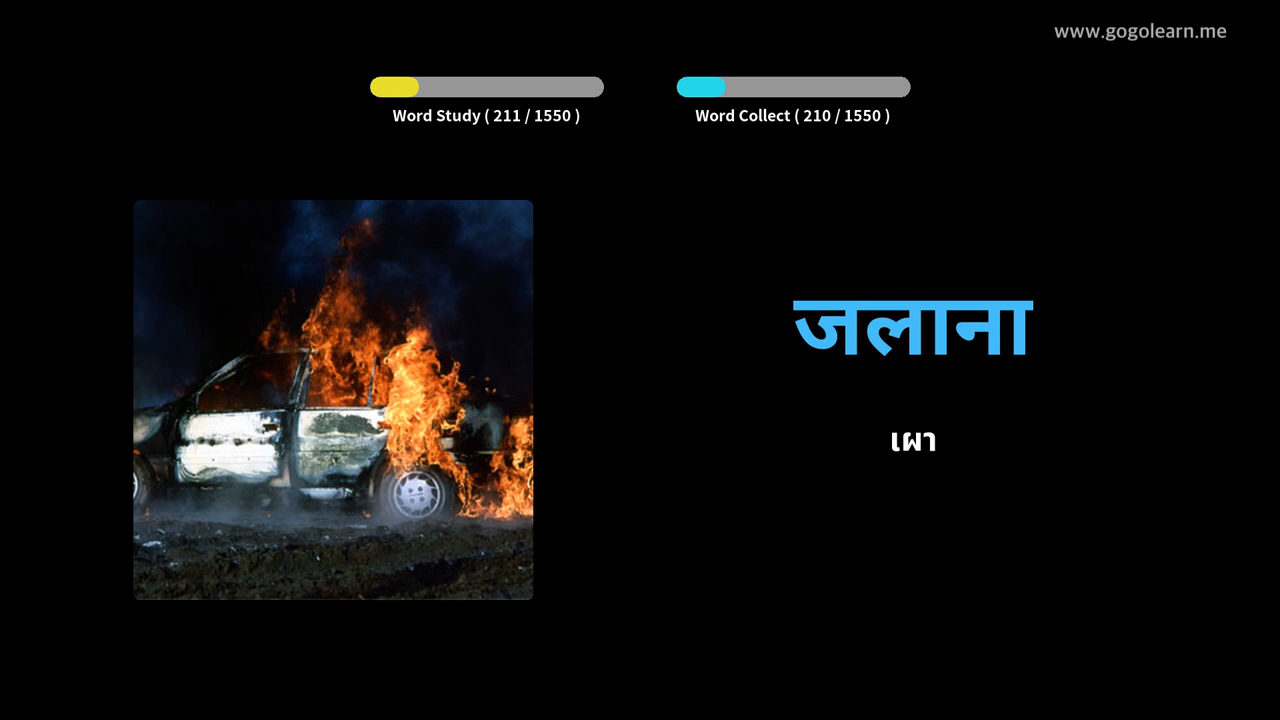 www.gogolearn.me
Word Study ( 211 / 1550 )
Word Collect ( 210 / 1550 )
जलाना
เผา